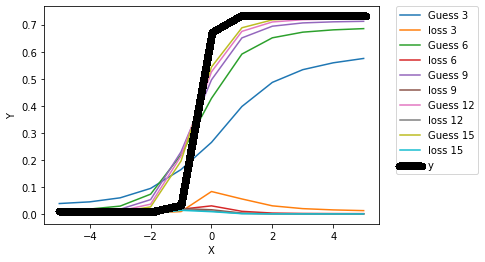 0.7
0.6
0.5
0.4
0.3
0.2
0.1
0.0
Y
−4
−2
0
2
4
X
Guess 3
loss 3
Guess 6
loss 6
Guess 9
loss 9
Guess 12
loss 12
Guess 15
loss 15
y